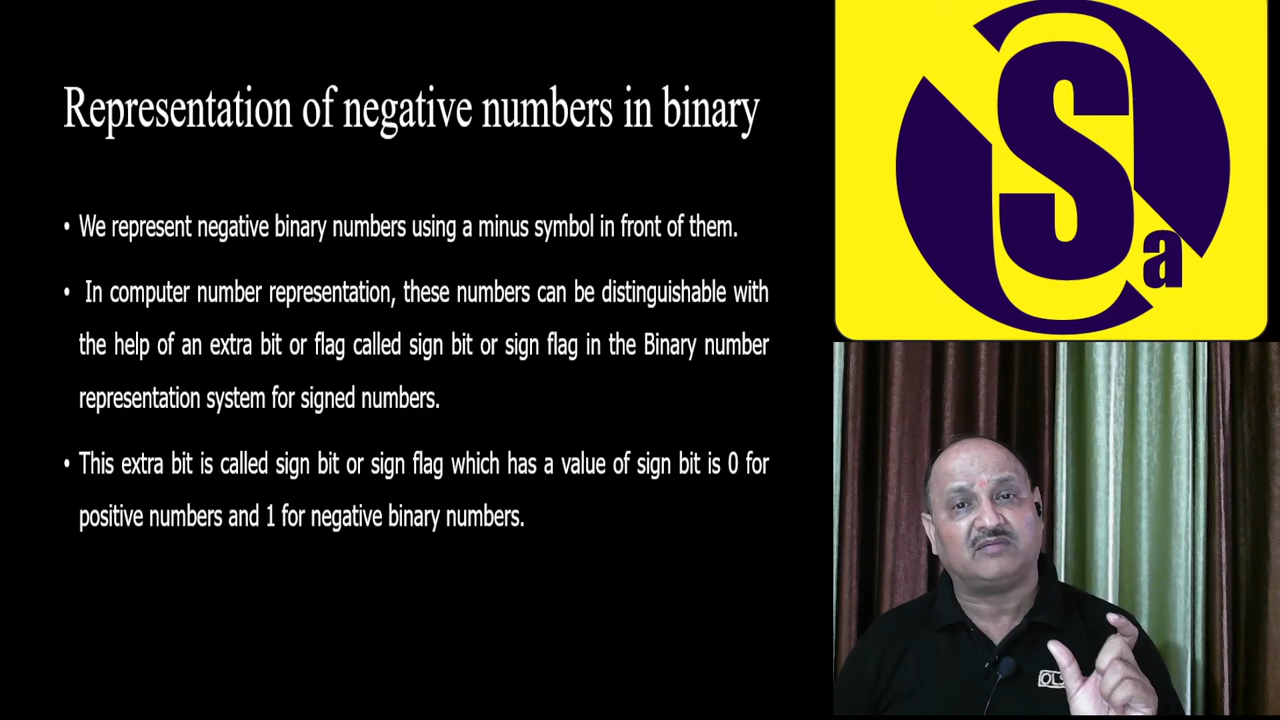 Representation of negative numbers in binary
• We represent negative binary numbers using a minus symbol in front of them.
• In computer number representation, these numbers can be distinguishable with
the help of an extra bit or flag called sign bit or sign flag in the Binary number
representation system for signed numbers.
• This extra bit is called sign bit or sign flag which has a value of sign bit is 0 for
positive numbers and 1 for negative binary numbers.
S
a